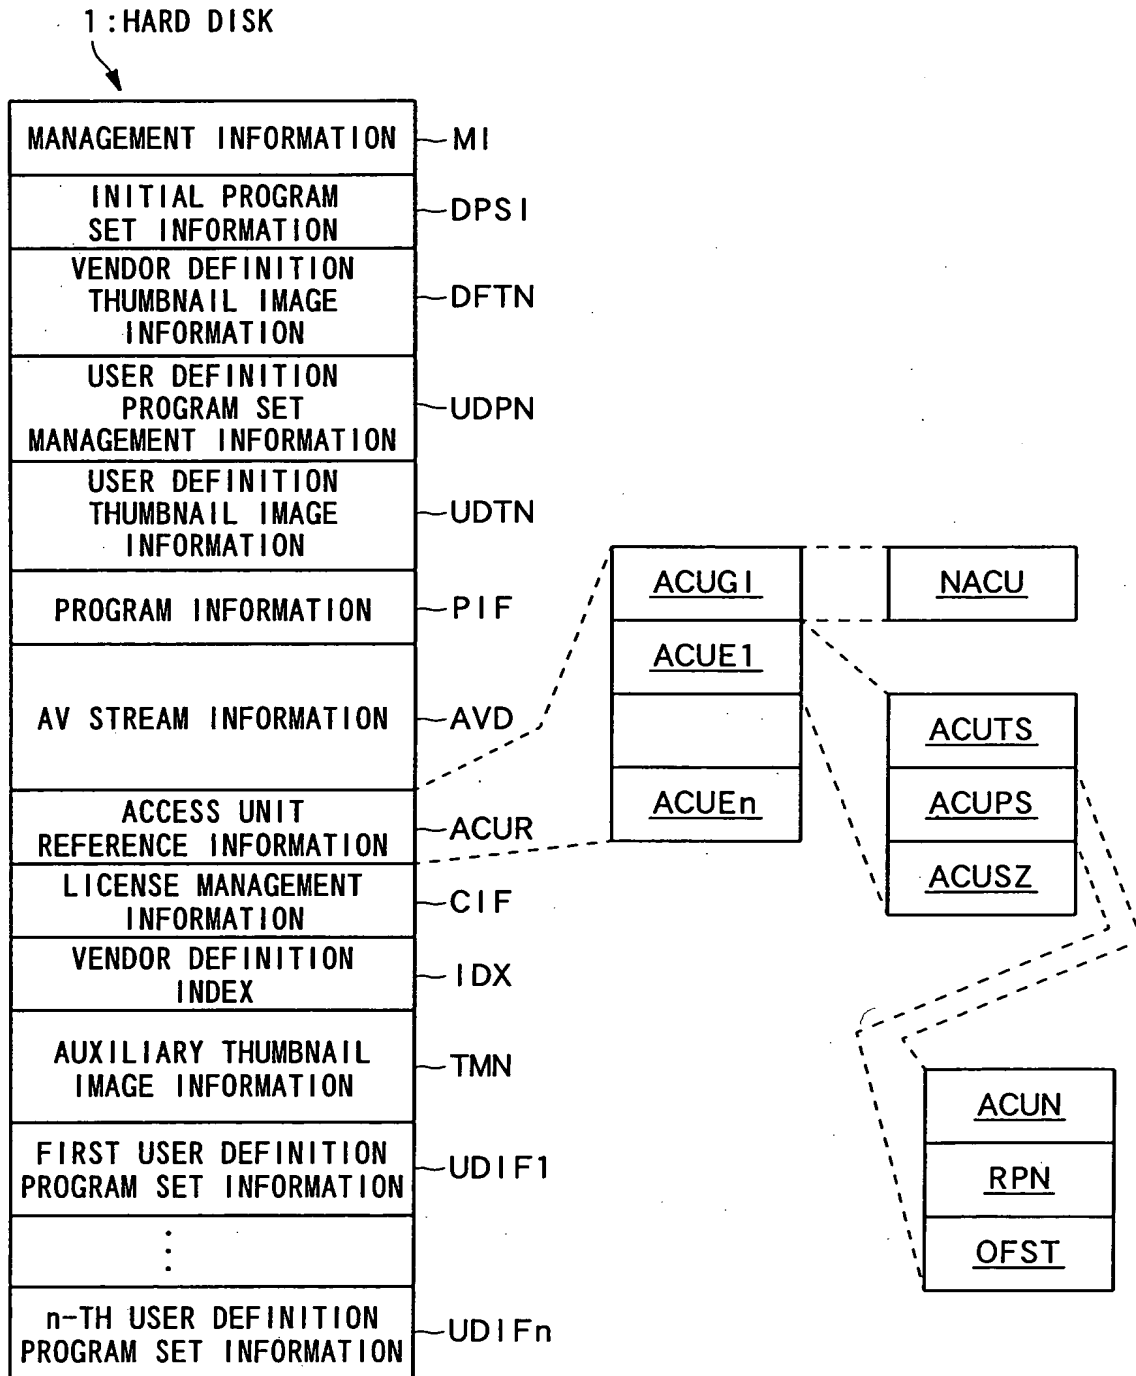 1:HARD DISK
MANAGEMENT INFORMATION
MI
INITIAL PROGRAM
SET INFORMATION
DPSI
VENDOR DEFINITION
THUMBNAIL IMAGE
INFORMATION
DFTN
USER DEFINITION
PROGRAM SET
MANAGEMENT INFORMATION
UDPN
USER DEFINITION
THUMBNAIL IMAGE
INFORMATION
UDTN
PROGRAM INFORMATION
PIF
AV STREAM INFORMATION
AVD
ACCESS UNIT
REFERENCE INFORMATION
ACUR
LICENSE MANAGEMENT
INFORMATION
CIF
VENDOR DEFINITION
INDEX
IDX
AUXILIARY THUMBNAIL
IMAGE INFORMATION
TMN
FIRST USER DEFINITION
PROGRAM SET INFORMATION
UDIF1
n-TH USER DEFINITION
PROGRAM SET INFORMATION
UDIFn
ACUGI
ACUE1
ACUEn
NACU
ACUTS
ACUPS
ACUSZ
ACUN
RPN
OFST